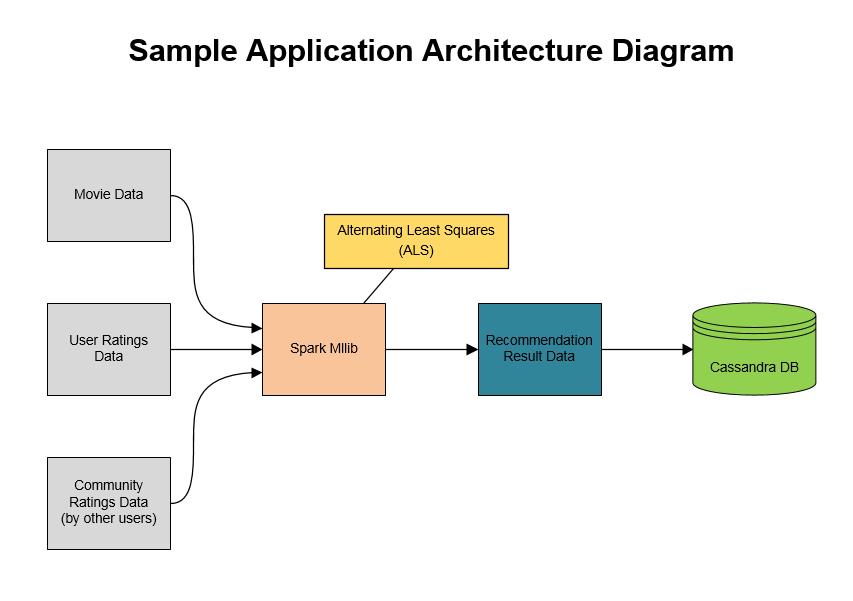 Sample Application Architecture Diagram
Movie Data
Alternating Least Squares
(ALS)
User Ratings
Data
Spark Mllib
Recommendation
Result Data
Cassandra DB
Community
Ratings Data
(by other users)